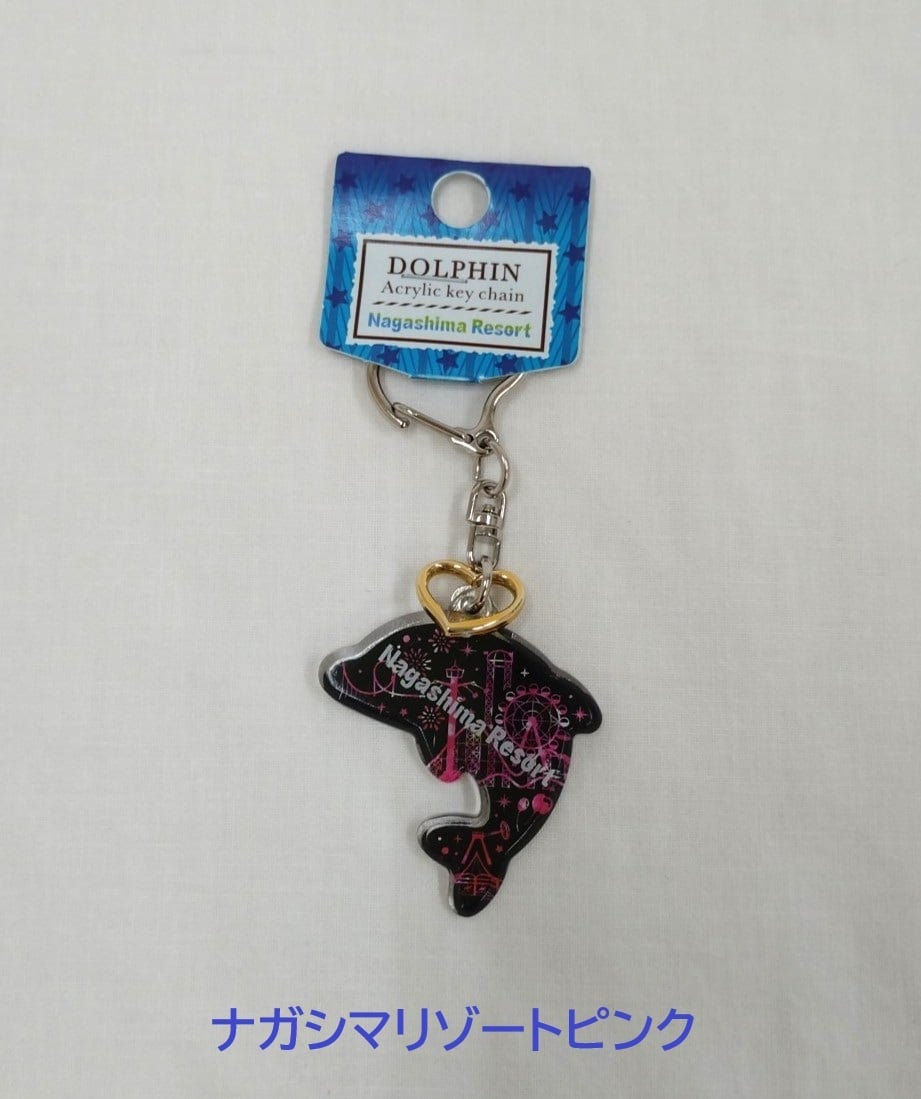 DOLPHIN
Acrylic key chain
Nagashima Resort
Nagashima Resort
ナガシマリゾートピンク